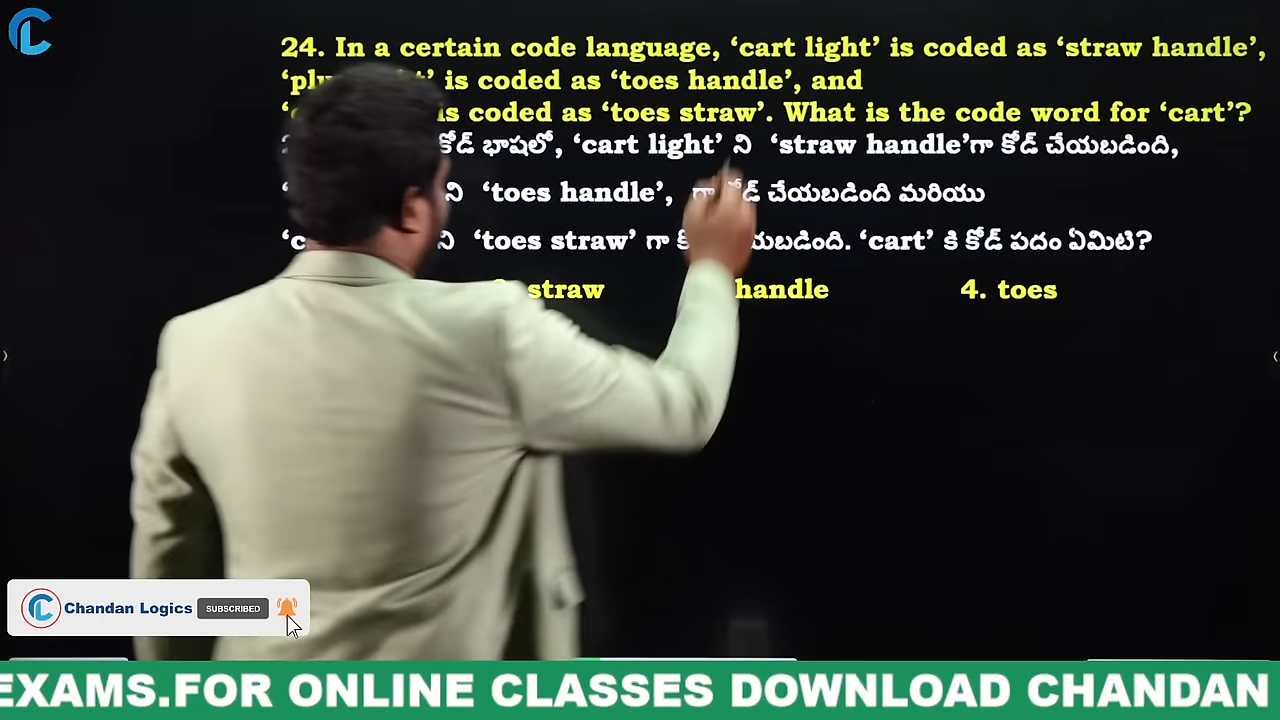 24. In a certain code language, ‘cart light’ is coded as ‘straw handle’,
is coded as ‘toes handle’, and
is coded as ‘toes straw’. What is the code word for ‘cart’?
కోడ్ భాషలో, ‘cart light’ ని ‘straw handle’గా కోడ్ చేయబడింది,
ని ‘toes handle’, గా కోడ్ చేయబడింది మరియు
ని ‘toes straw’ గా ‘cart’ కి కోడ్ పదం ఏమిటి?
straw handle 4. toes
Chandan Logics SUBSCRIBED
EXAMS.FOR ONLINE CLASSES DOWNLOAD CHANDAN